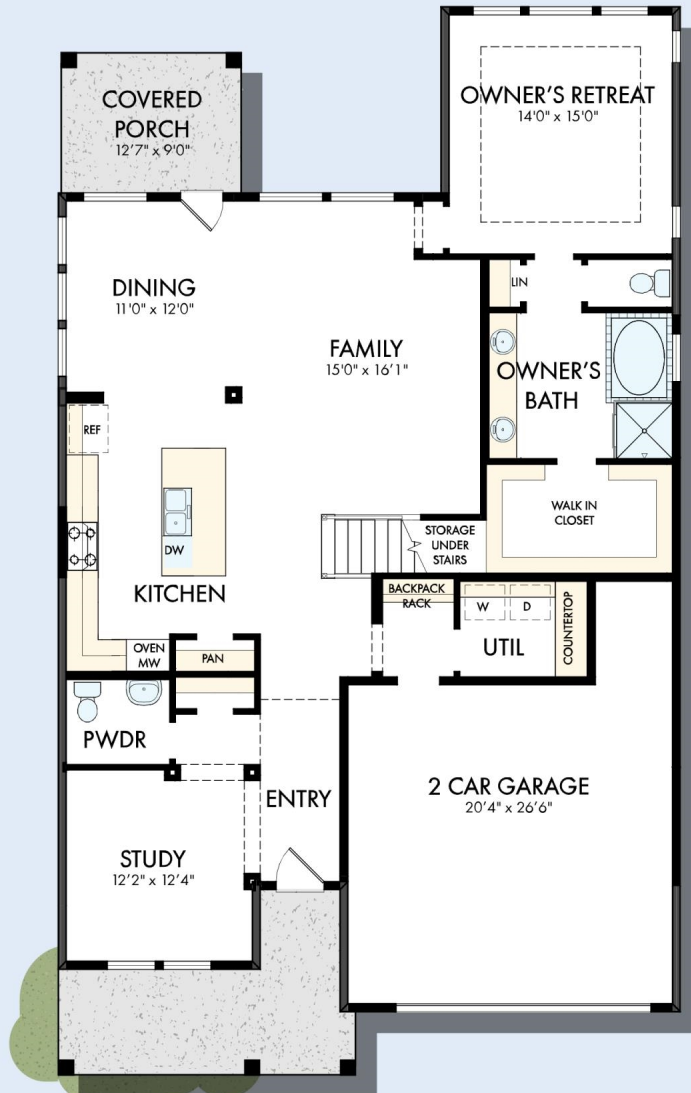 COVERED
PORCH
12'7" x 9'0"
OWNER'S RETREAT
14'0" x 15'0"
DINING
11'0" x 12'0"
FAMILY
15'0" x 16'1"
LIN
OWNER'S
BATH
REF
DW
KITCHEN
STORAGE
UNDER
STAIRS
WALK IN
CLOSET
BACKPACK
RACK
W
D
UTIL
COUNTERTOP
OVEN
MW
PAN
PWDR
ENTRY
2 CAR GARAGE
20'4" x 26'6"
STUDY
12'2" x 12'4"